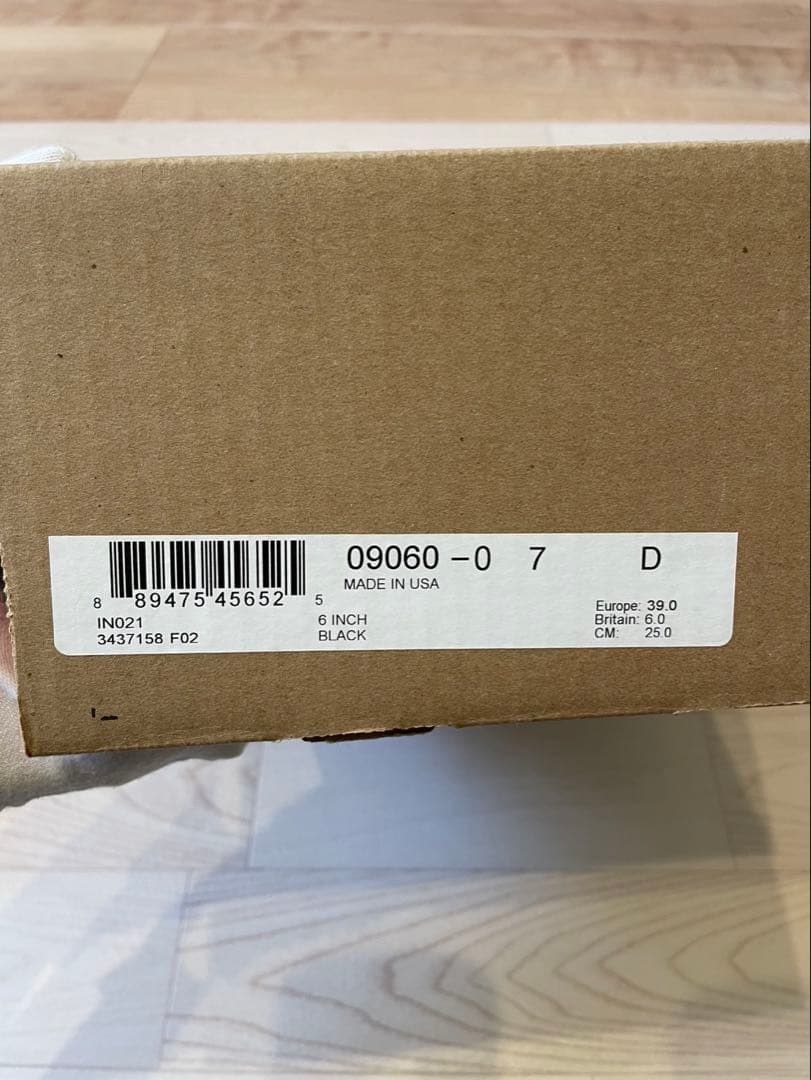 09060 -0 7 D
MADE IN USA
8 89475 45652 5
IN021
3437158 F02
6 INCH
BLACK
Europe: 39.0
Britain: 6.0
CM: 25.0